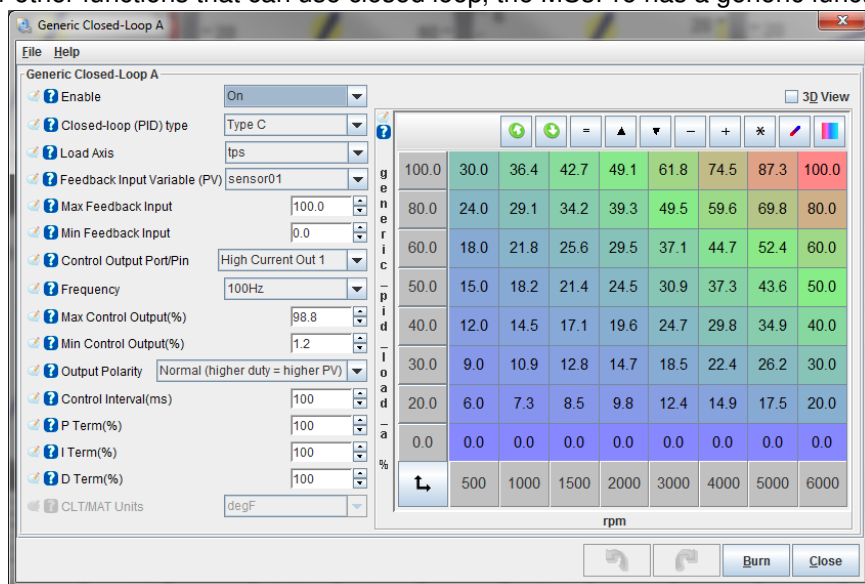 other functions that can use closed loop, the MS3Pro has a generic
Generic Closed-Loop A
File Help
Generic Closed-Loop A
Enable On
Closed-loop (PID) type Type C
Load Axis tps
Feedback Input Variable (PV) sensor01
Max Feedback Input 100.0
Min Feedback Input 0.0
Control Output Port/Pin High Current Out 1
Frequency 100Hz
Max Control Output(%) 98.8
Min Control Output(%) 1.2
Output Polarity Normal (higher duty = higher PV)
Control Interval(ms) 100
P Term(%) 100
I Term(%) 100
D Term(%) 100
CLT/MAT Units degF
3D View
= - + *
generic_pid_load_a %
100.0 30.0 36.4 42.7 49.1 61.8 74.5 87.3 100.0
80.0 24.0 29.1 34.2 39.3 49.5 59.6 69.8 80.0
60.0 18.0 21.8 25.6 29.5 37.1 44.7 52.4 60.0
50.0 15.0 18.2 21.4 24.5 30.9 37.3 43.6 50.0
40.0 12.0 14.5 17.1 19.6 24.7 29.8 34.9 40.0
30.0 9.0 10.9 12.8 14.7 18.5 22.4 26.2 30.0
20.0 6.0 7.3 8.5 9.8 12.4 14.9 17.5 20.0
0.0 0.0 0.0 0.0 0.0 0.0 0.0 0.0 0.0
500 1000 1500 2000 3000 4000 5000 6000
rpm
Burn Close